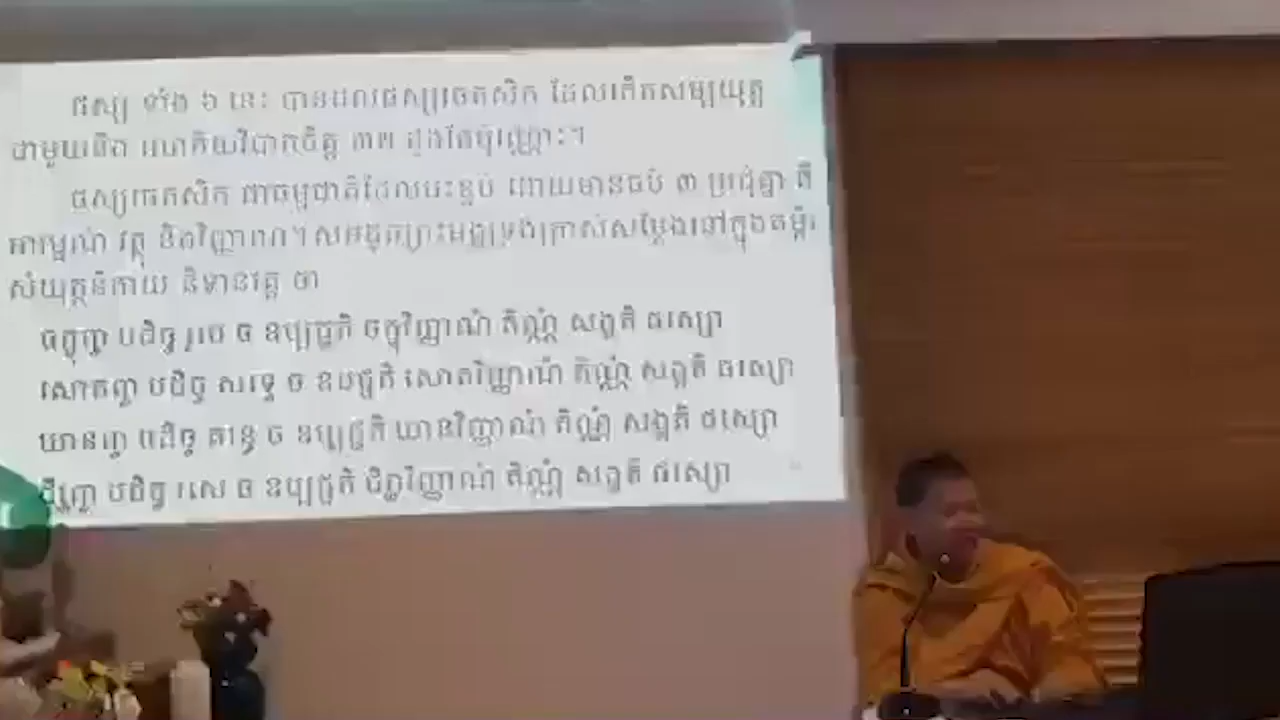 ផស្ស ទាំង ៦ នេះ បានដល់ផស្សចេតសិក ដែលកើតសម្បយុត្ត
ជាមួយនឹង លោកិយវិបាកចិត្ត ៣២ ដួងតែប៉ុណ្ណោះ។
ផស្សចេតសិក ជាធម្មជាតិដែលប៉ះខ្ទប់ ដោយមានធម៌ ៣ ប្រជុំគ្នា គឺ
អារម្មណ៍ វត្ថុ និងវិញ្ញាណ។ សមដូចព្រះអង្គទ្រង់ត្រាស់សម្តែងនៅក្នុងគម្ពីរ
សំយុត្តនិកាយ និទានវគ្គ ថា
ចក្ខុញ្ច បដិច្ច រូបេ ច ឧប្បជ្ជតិ ចក្ខុវិញ្ញាណំ តិណ្ណំ សង្គតិ ផស្សោ
សោតញ្ច បដិច្ច សទ្ទេ ច ឧប្បជ្ជតិ សោតវិញ្ញាណំ តិណ្ណំ សង្គតិ ផស្សោ
ឃានញ្ច បដិច្ច គន្ធេ ច ឧប្បជ្ជតិ ឃានវិញ្ញាណំ តិណ្ណំ សង្គតិ ផស្សោ
ជិវ្ហញ្ច បដិច្ច រសេ ច ឧប្បជ្ជតិ ជិវ្ហាវិញ្ញាណំ តិណ្ណំ សង្គតិ ផស្សោ